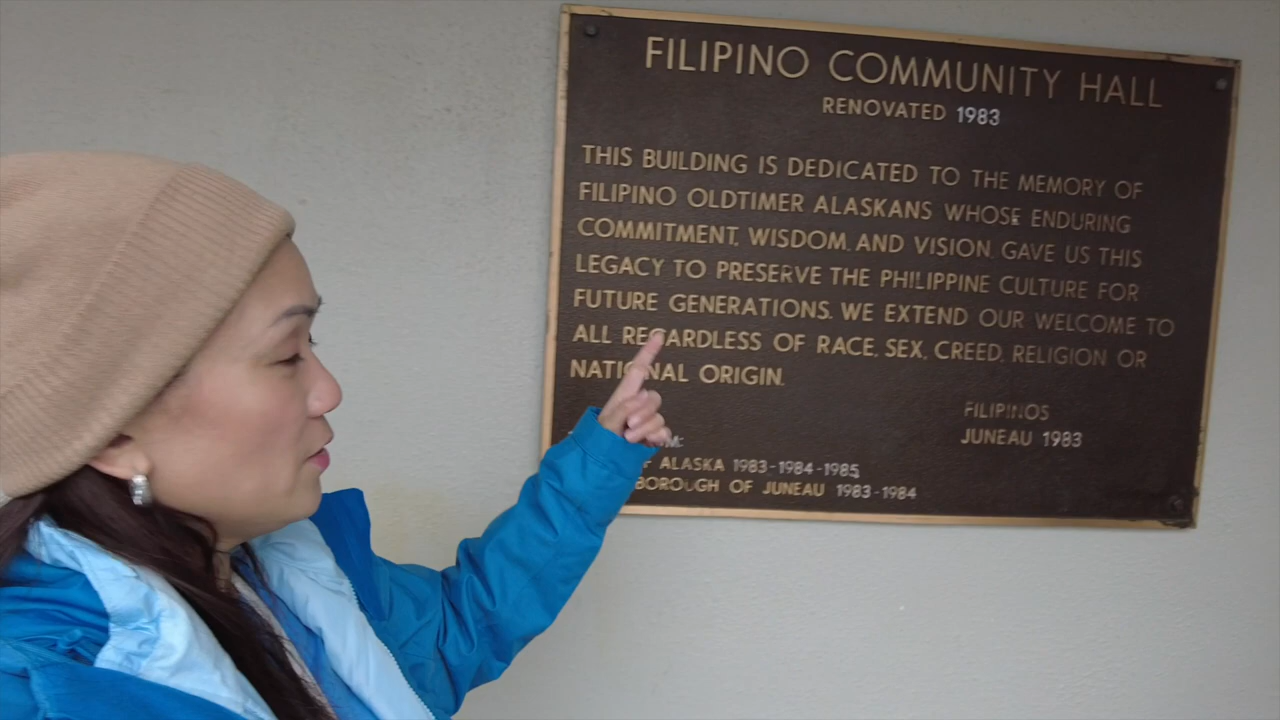 FILIPINO COMMUNITY HALL
RENOVATED 1983
THIS BUILDING IS DEDICATED TO THE MEMORY OF
FILIPINO OLDTIMER ALASKANS WHOSE ENDURING
COMMITMENT, WISDOM, AND VISION, GAVE US THIS
LEGACY TO PRESERVE THE PHILIPPINE CULTURE FOR
FUTURE GENERATIONS. WE EXTEND OUR WELCOME TO
ALL REGARDLESS OF RACE, SEX, CREED, RELIGION OR
NATIONAL ORIGIN.
FILIPINOS
JUNEAU 1983
ALASKA 1983-1984-1985
BOROUGH OF JUNEAU 1983-1984